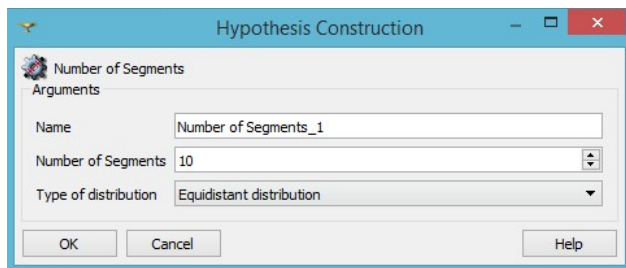 Hypothesis Construction
Number of Segments
Arguments
Name Number of Segments_1
Number of Segments 10
Type of distribution Equidistant distribution
OK Cancel Help